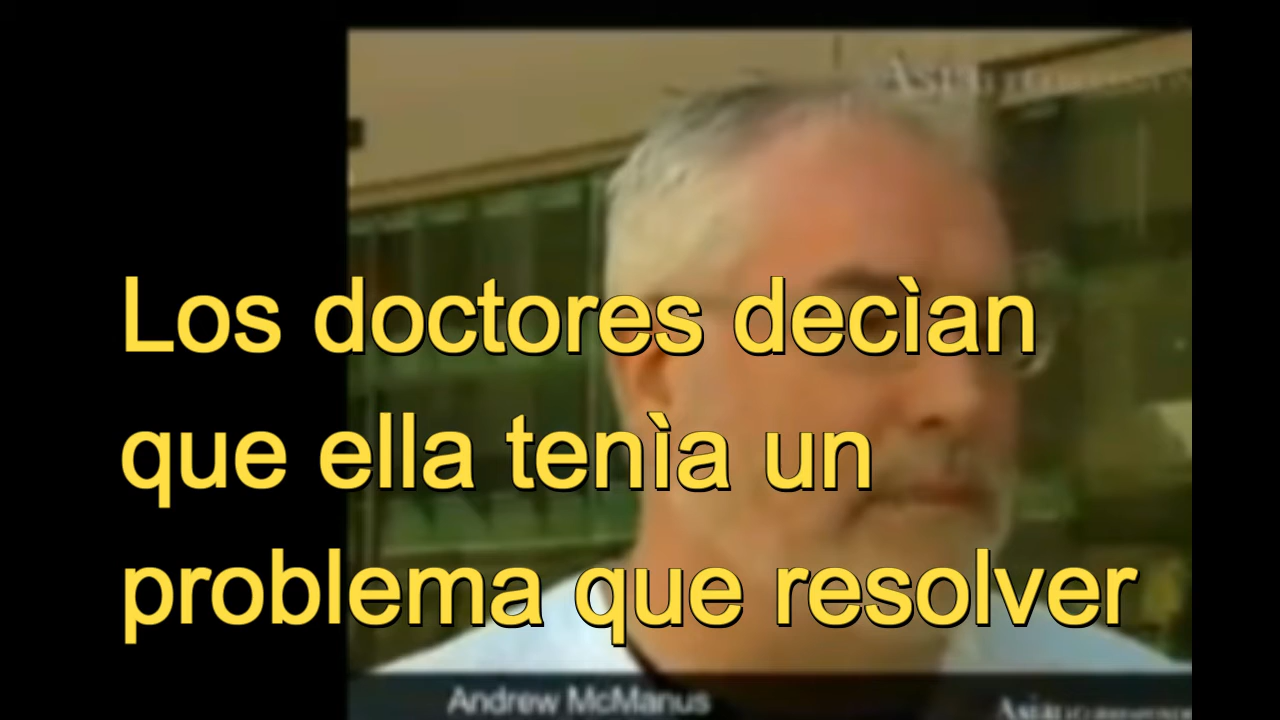 Los doctores decìan
que ella tenìa un
problema que resolver
Andrew McManus